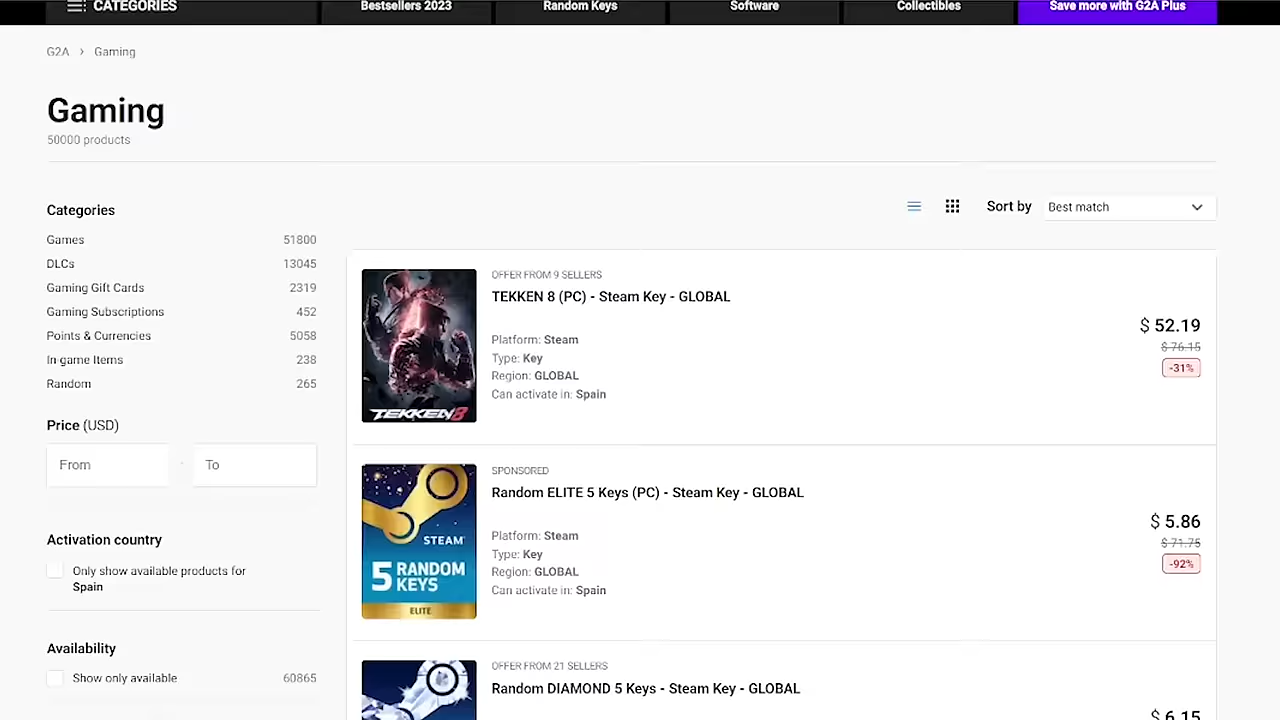 CATEGORIES
Bestsellers 2023
Random Keys
Software
Collectibles
Save more with G2A Plus
G2A > Gaming
Gaming
50000 products
Categories
Games 51800
DLCs 13045
Gaming Gift Cards 2319
Gaming Subscriptions 452
Points & Currencies 5058
In-game Items 238
Random 265
Price (USD)
From - To
Activation country
Only show available products for
Spain
Availability
Show only available 60865
Sort by Best match
OFFER FROM 9 SELLERS
TEKKEN 8 (PC) - Steam Key - GLOBAL
Platform: Steam
Type: Key
Region: GLOBAL
Can activate in: Spain
$ 52.19
$ 76.15
-31%
TEKKEN 8
SPONSORED
Random ELITE 5 Keys (PC) - Steam Key - GLOBAL
Platform: Steam
Type: Key
Region: GLOBAL
Can activate in: Spain
$ 5.86
$ 71.75
-92%
STEAM
5 RANDOM
KEYS
ELITE
OFFER FROM 21 SELLERS
Random DIAMOND 5 Keys - Steam Key - GLOBAL
$ 6.15